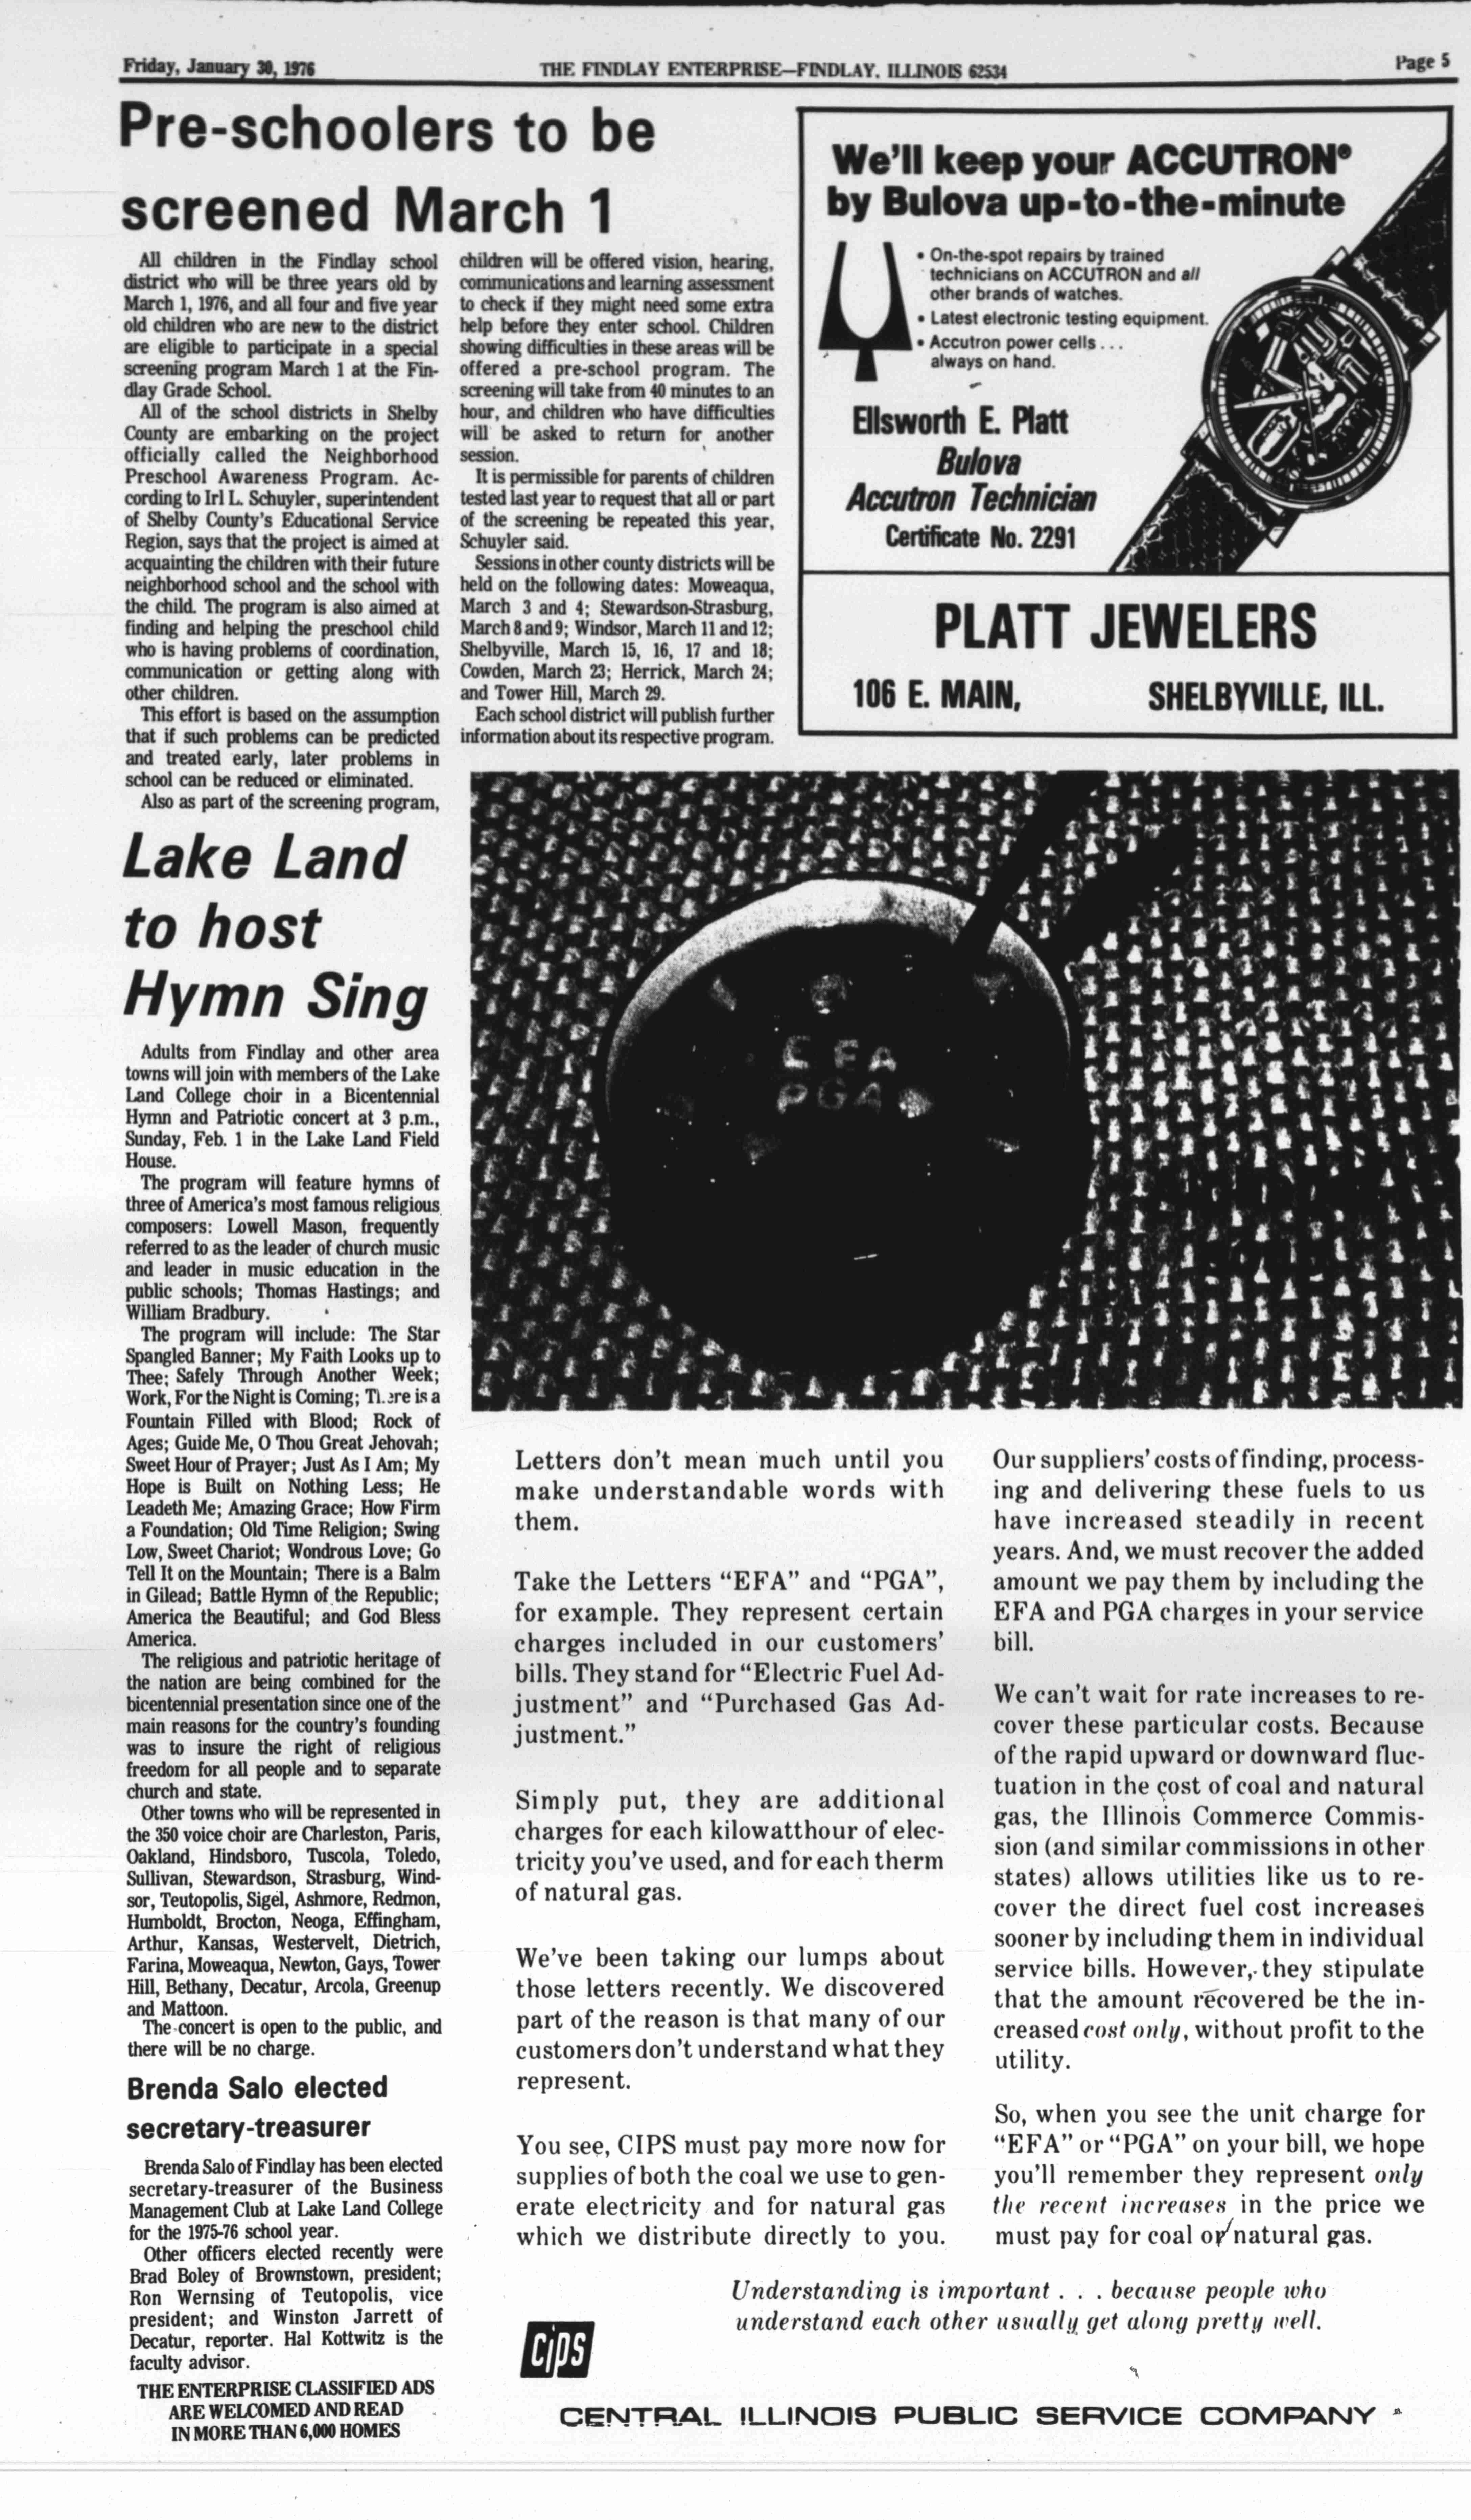 Friday, January 30, 1976
THE FINDLAY ENTERPRISE—FINDLAY, ILLINOIS 62534
Page 5
Pre-schoolers to be
screened March 1
All children in the Findlay school
district who will be three years old by
March 1, 1976, and all four and five year
old children who are new to the district
are eligible to participate in a special
screening program March 1 at the Fin-
dlay Grade School.
All of the school districts in Shelby
County are embarking on the project
officially called the Neighborhood
Preschool Awareness Program. Ac-
cording to Irl L. Schuyler, superintendent
of Shelby County's Educational Service
Region, says that the project is aimed at
acquainting the children with their future
neighborhood school and the school with
the child. The program is also aimed at
finding and helping the preschool child
who is having problems of coordination,
communication or getting along with
other children.
This effort is based on the assumption
that if such problems can be predicted
and treated early, later problems in
school can be reduced or eliminated.
Also as part of the screening program,
children will be offered vision, hearing,
communications and learning assessment
to check if they might need some extra
help before they enter school. Children
showing difficulties in these areas will be
offered a pre-school program. The
screening will take from 40 minutes to an
hour, and children who have difficulties
will be asked to return for another
session.
It is permissible for parents of children
tested last year to request that all or part
of the screening be repeated this year,
Schuyler said.
Sessions in other county districts will be
held on the following dates: Moweaqua,
March 3 and 4; Stewardson-Strasburg,
March 8 and 9; Windsor, March 11 and 12;
Shelbyville, March 15, 16, 17 and 18;
Cowden, March 23; Herrick, March 24;
and Tower Hill, March 29.
Each school district will publish further
information about its respective program.
We'll keep your ACCUTRON®
by Bulova up-to-the-minute
• On-the-spot repairs by trained
technicians on ACCUTRON and all
other brands of watches.
• Latest electronic testing equipment.
• Accutron power cells . . .
always on hand.
Ellsworth E. Platt
Bulova
Accutron Technician
Certificate No. 2291
PLATT JEWELERS
106 E. MAIN, SHELBYVILLE, ILL.
Lake Land
to host
Hymn Sing
Adults from Findlay and other area
towns will join with members of the Lake
Land College choir in a Bicentennial
Hymn and Patriotic concert at 3 p.m.,
Sunday, Feb. 1 in the Lake Land Field
House.
The program will feature hymns of
three of America's most famous religious
composers: Lowell Mason, frequently
referred to as the leader of church music
and leader in music education in the
public schools; Thomas Hastings; and
William Bradbury.
The program will include: The Star
Spangled Banner; My Faith Looks up to
Thee; Safely Through Another Week;
Work, For the Night is Coming; There is a
Fountain Filled with Blood; Rock of
Ages; Guide Me, O Thou Great Jehovah;
Sweet Hour of Prayer; Just As I Am; My
Hope is Built on Nothing Less; He
Leadeth Me; Amazing Grace; How Firm
a Foundation; Old Time Religion; Swing
Low, Sweet Chariot; Wondrous Love; Go
Tell It on the Mountain; There is a Balm
in Gilead; Battle Hymn of the Republic;
America the Beautiful; and God Bless
America.
The religious and patriotic heritage of
the nation are being combined for the
bicentennial presentation since one of the
main reasons for the country's founding
was to insure the right of religious
freedom for all people and to separate
church and state.
Other towns who will be represented in
the 350 voice choir are Charleston, Paris,
Oakland, Hindsboro, Tuscola, Toledo,
Sullivan, Stewardson, Strasburg, Wind-
sor, Teutopolis, Sigel, Ashmore, Redmon,
Humboldt, Brocton, Neoga, Effingham,
Arthur, Kansas, Westervelt, Dietrich,
Farina, Moweaqua, Newton, Gays, Tower
Hill, Bethany, Decatur, Arcola, Greenup
and Mattoon.
The concert is open to the public, and
there will be no charge.
Brenda Salo elected
secretary-treasurer
Brenda Salo of Findlay has been elected
secretary-treasurer of the Business
Management Club at Lake Land College
for the 1975-76 school year.
Other officers elected recently were
Brad Boley of Brownstown, president;
Ron Wernsing of Teutopolis, vice
president; and Winston Jarrett of
Decatur, reporter. Hal Kottwitz is the
faculty advisor.
THE ENTERPRISE CLASSIFIED ADS
ARE WELCOMED AND READ
IN MORE THAN 6,000 HOMES
E FA
PGA
Letters don't mean much until you
make understandable words with
them.
Take the Letters "EFA" and "PGA",
for example. They represent certain
charges included in our customers'
bills. They stand for "Electric Fuel Ad-
justment" and "Purchased Gas Ad-
justment."
Simply put, they are additional
charges for each kilowatthour of elec-
tricity you've used, and for each therm
of natural gas.
We've been taking our lumps about
those letters recently. We discovered
part of the reason is that many of our
customers don't understand what they
represent.
You see, CIPS must pay more now for
supplies of both the coal we use to gen-
erate electricity and for natural gas
which we distribute directly to you.
Our suppliers' costs of finding, process-
ing and delivering these fuels to us
have increased steadily in recent
years. And, we must recover the added
amount we pay them by including the
EFA and PGA charges in your service
bill.
We can't wait for rate increases to re-
cover these particular costs. Because
of the rapid upward or downward fluc-
tuation in the cost of coal and natural
gas, the Illinois Commerce Commis-
sion (and similar commissions in other
states) allows utilities like us to re-
cover the direct fuel cost increases
sooner by including them in individual
service bills. However, they stipulate
that the amount recovered be the in-
creased cost only, without profit to the
utility.
So, when you see the unit charge for
"EFA" or "PGA" on your bill, we hope
you'll remember they represent only
the recent increases in the price we
must pay for coal or natural gas.
Understanding is important . . . because people who
understand each other usually get along pretty well.
CIPS
CENTRAL ILLINOIS PUBLIC SERVICE COMPANY